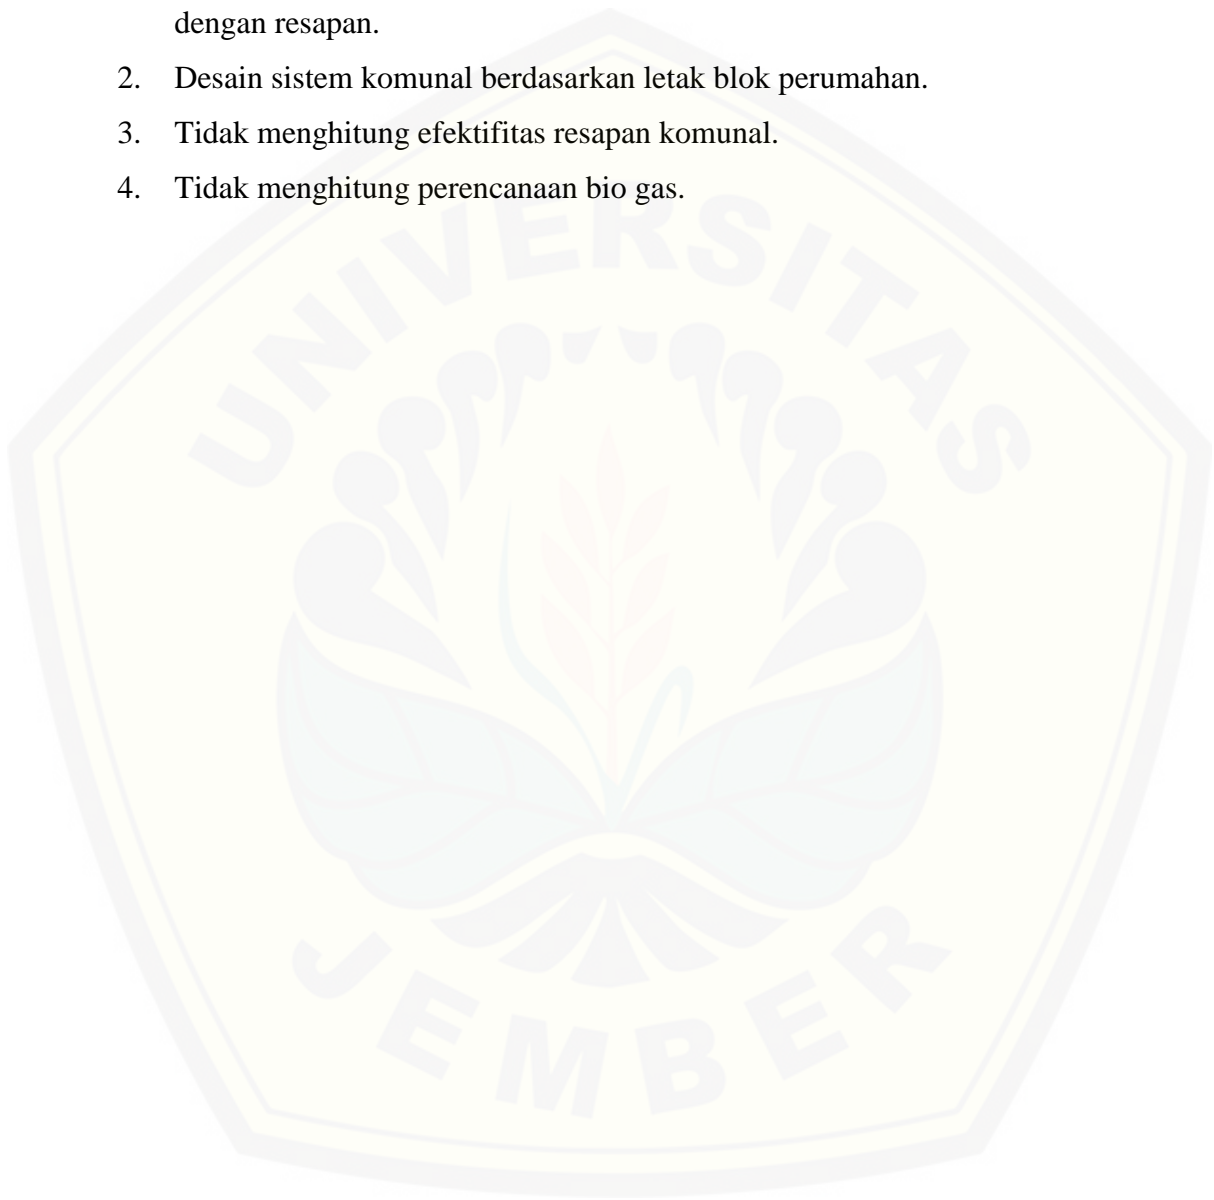 dengan resapan.
2. Desain sistem komunal berdasarkan letak blok perumahan.
3. Tidak menghitung efektifitas resapan komunal.
4. Tidak menghitung perencanaan bio gas.
UNIVERSITAS
JEMBER